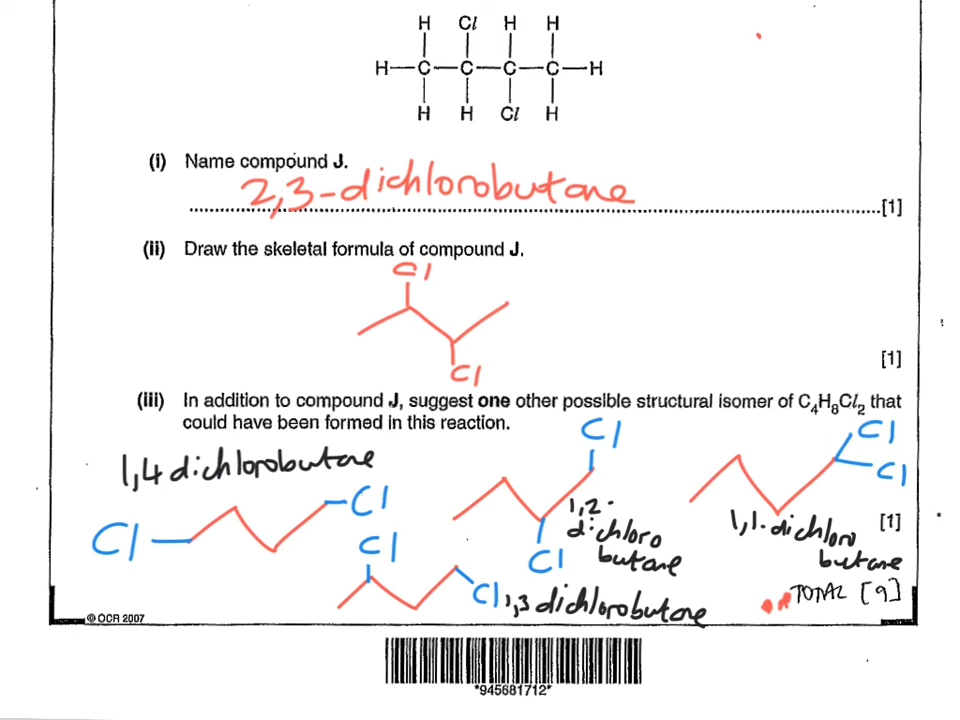 H Cl H H
H—C—C—C—C—H
H H Cl H
(i) Name compound J.
2,3-dichlorobutane
[1]
(ii) Draw the skeletal formula of compound J.
Cl
Cl
[1]
(iii) In addition to compound J, suggest one other possible structural isomer of C₄H₈Cl₂ that
could have been formed in this reaction.
1,4 dichlorobutane
Cl
Cl
Cl
Cl
1,2-
dichloro
butane
Cl
Cl
1,1-dichloro
butane
[1]
Cl
Cl
1,3 dichlorobutane
TOTAL [9]
© OCR 2007
*945681712*